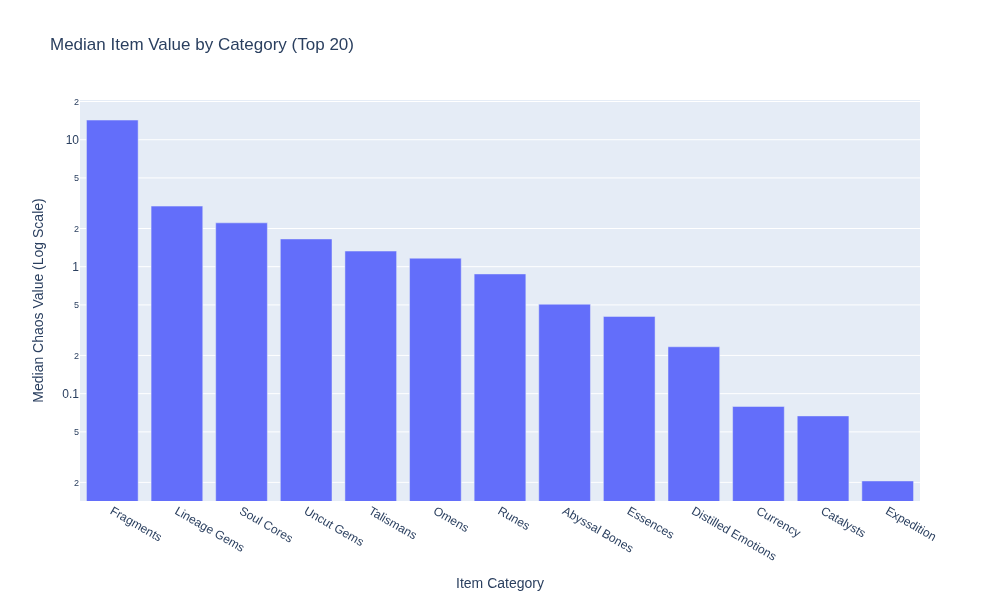 Median Item Value by Category (Top 20)
Median Chaos Value (Log Scale)
2
10
5
2
1
5
2
0.1
5
2
Fragments
Lineage Gems
Soul Cores
Uncut Gems
Talismans
Omens
Runes
Abyssal Bones
Essences
Distilled Emotions
Currency
Catalysts
Expedition
Item Category